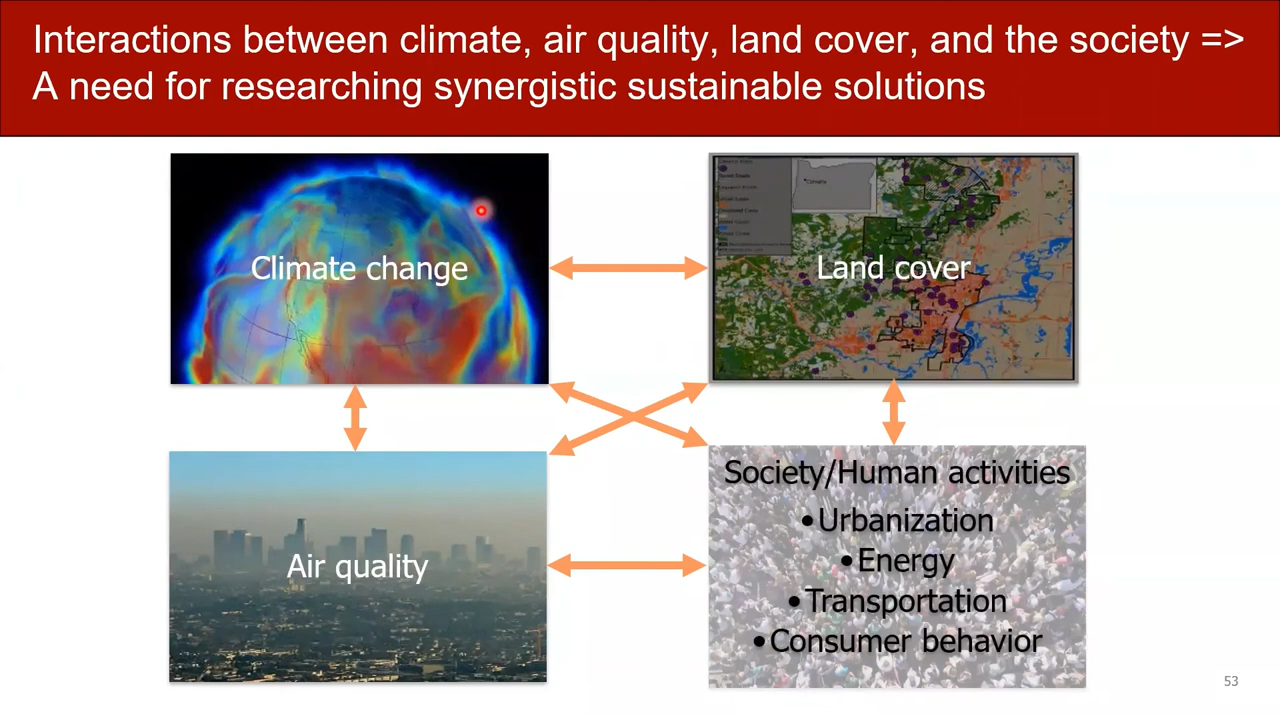 Interactions between climate, air quality, land cover, and the society =>
A need for researching synergistic sustainable solutions
Climate change
Land cover
Corvallis
Air quality
Society/Human activities
•Urbanization
•Energy
•Transportation
•Consumer behavior
53